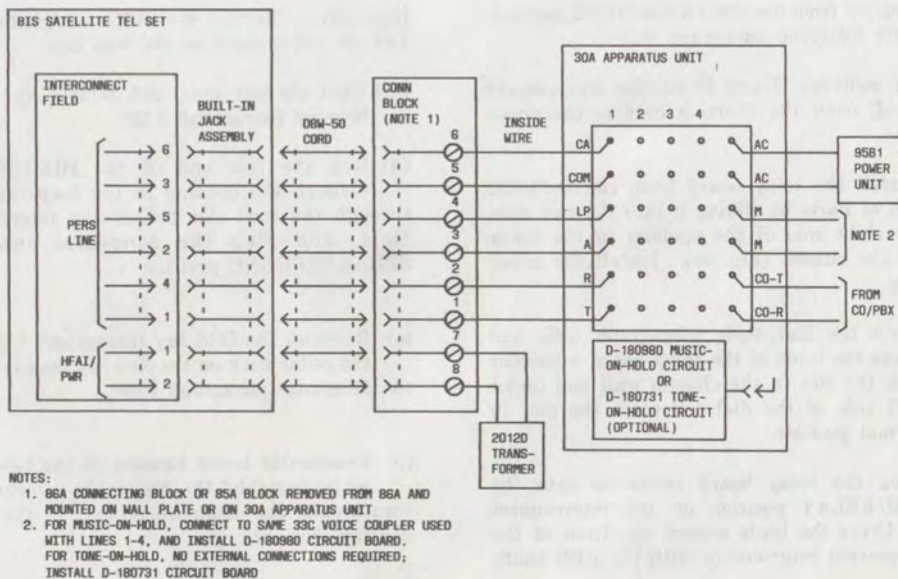 BIS SATELLITE TEL SET
INTERCONNECT
FIELD
BUILT-IN
JACK
ASSEMBLY
D8W-50
CORD
CONN
BLOCK
(NOTE 1)
INSIDE
WIRE
30A APPARATUS UNIT
1 2 3 4
95B1
POWER
UNIT
NOTE 2
FROM
CO/PBX
PERS
LINE
HFAI/
PWR
6
3
5
2
4
1
1
2
6
5
4
3
2
1
7
8
CA
COM
LP
A
R
T
AC
AC
M
M
CO-T
CO-R
D-180980 MUSIC-
ON-HOLD CIRCUIT
OR
D-180731 TONE-
ON-HOLD CIRCUIT
(OPTIONAL)
2012D
TRANS-
FORMER
NOTES:
1. 86A CONNECTING BLOCK OR 85A BLOCK REMOVED FROM 86A AND
MOUNTED ON WALL PLATE OR ON 30A APPARATUS UNIT
2. FOR MUSIC-ON-HOLD, CONNECT TO SAME 33C VOICE COUPLER USED
WITH LINES 1-4, AND INSTALL D-180980 CIRCUIT BOARD.
FOR TONE-ON-HOLD, NO EXTERNAL CONNECTIONS REQUIRED;
INSTALL D-180731 CIRCUIT BOARD